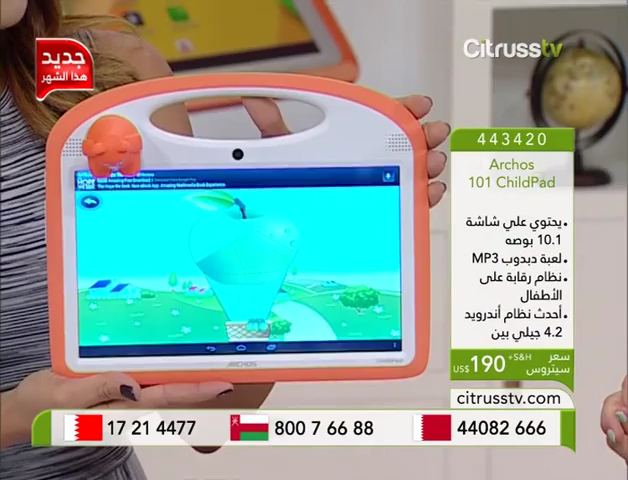 جديد
هذا الشهر
Citrusstv
443420
Archos
101 ChildPad
.يحتوي علي شاشة
10.1 بوصه
.لعبة دبدوب MP3
.نظام رقابة على
الأطفال
.أحدث نظام أندرويد
4.2 جيلي بين
سعر
سيتروس
+S&H
US$ 190
citrusstv.com
17 21 4477
800 7 66 88
44082 666
ARCHOS